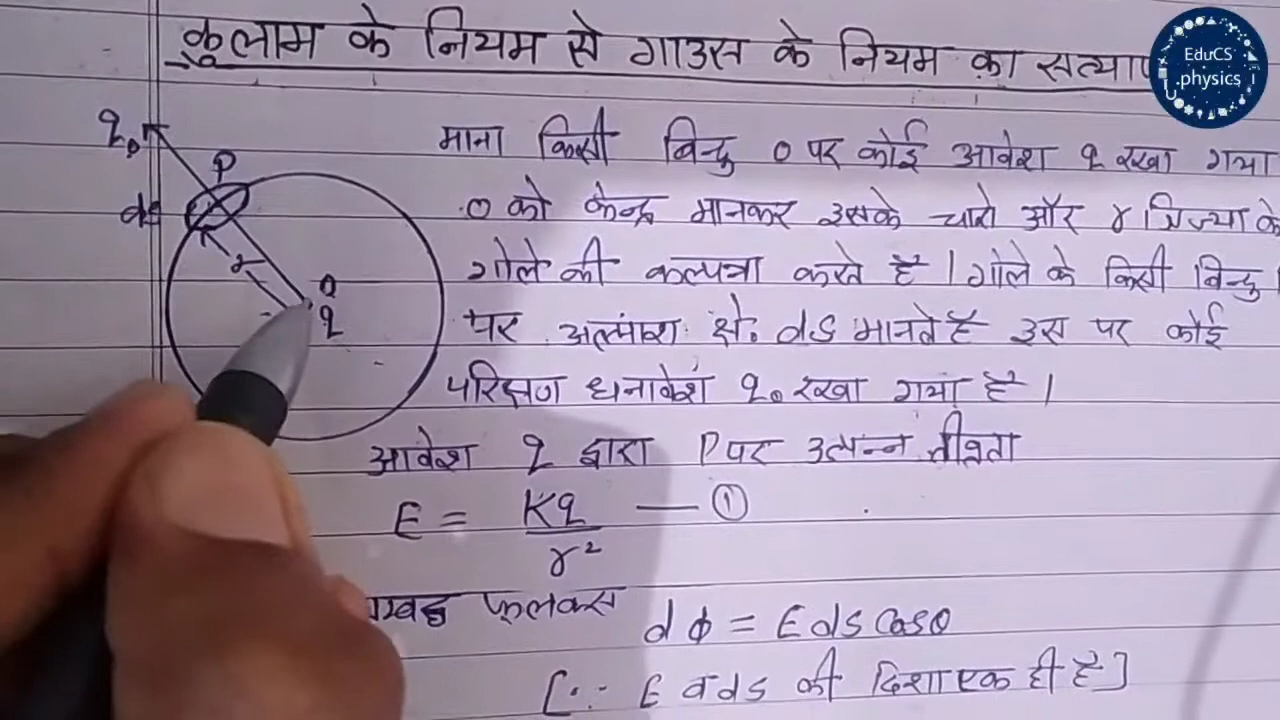 कुलाम के नियम से गाउस के नियम का सत्याप
EduCS
.physics
माना किसी बिन्दु O पर कोई आवेश q रखा गया
O को केन्द्र मानकर उसके चारो और r त्रिज्या के
गोले की कल्पना करते है । गोले के किसी बिन्दु
पर अल्पांश क्षे० ds मानते है उस पर कोई
परिक्षण धनावेश q₀ रखा गया है ।
आवेश q द्वारा P पर उत्पन्न तीव्रता
E = Kq/r² — ①
फ्लक्स dϕ = E ds Cosθ
[∵ E व ds की दिशा एक ही है]
q₀
P
ds
r
O
q